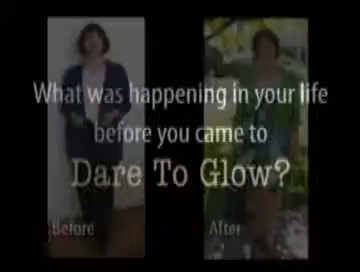 What was happening in your life
before you came to
Dare To Glow?
Before After